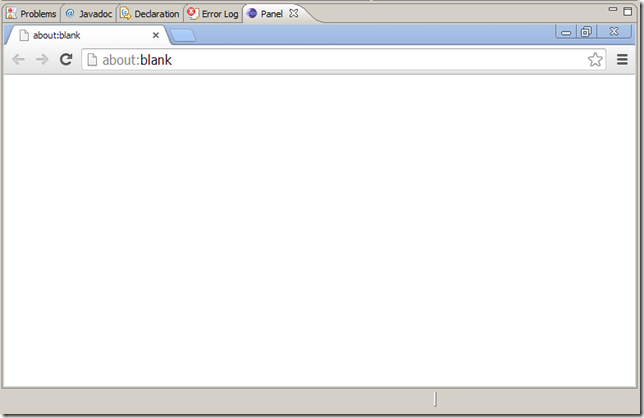 Problems @ Javadoc Declaration Error Log Panel
about:blank
about:blank